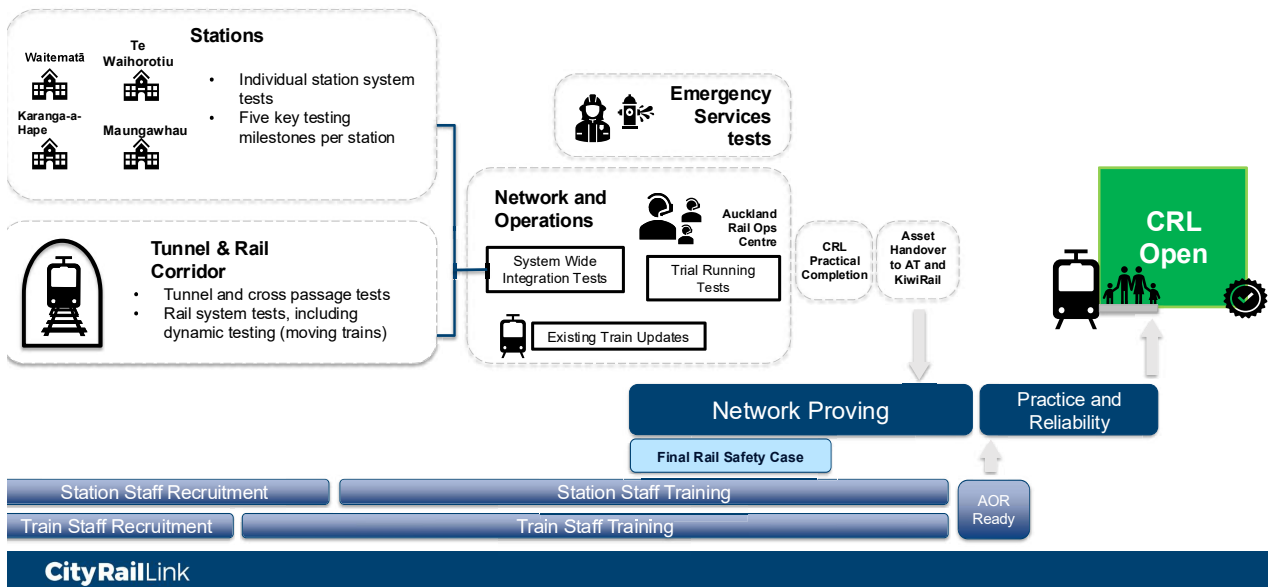 Stations
Waitematā
Te
Waihorotiu
Karanga-a-
Hape
Maungawhau
• Individual station system
tests
• Five key testing
milestones per station
Tunnel & Rail
Corridor
• Tunnel and cross passage tests
• Rail system tests, including
dynamic testing (moving trains)
Emergency
Services
tests
Network and
Operations
Auckland
Rail Ops
Centre
System Wide
Integration Tests
Trial Running
Tests
Existing Train Updates
CRL
Practical
Completion
Asset
Handover
to AT and
KiwiRail
CRL
Open
Network Proving
Practice and
Reliability
Final Rail Safety Case
Station Staff Recruitment
Station Staff Training
Train Staff Recruitment
Train Staff Training
AOR
Ready
CityRailLink